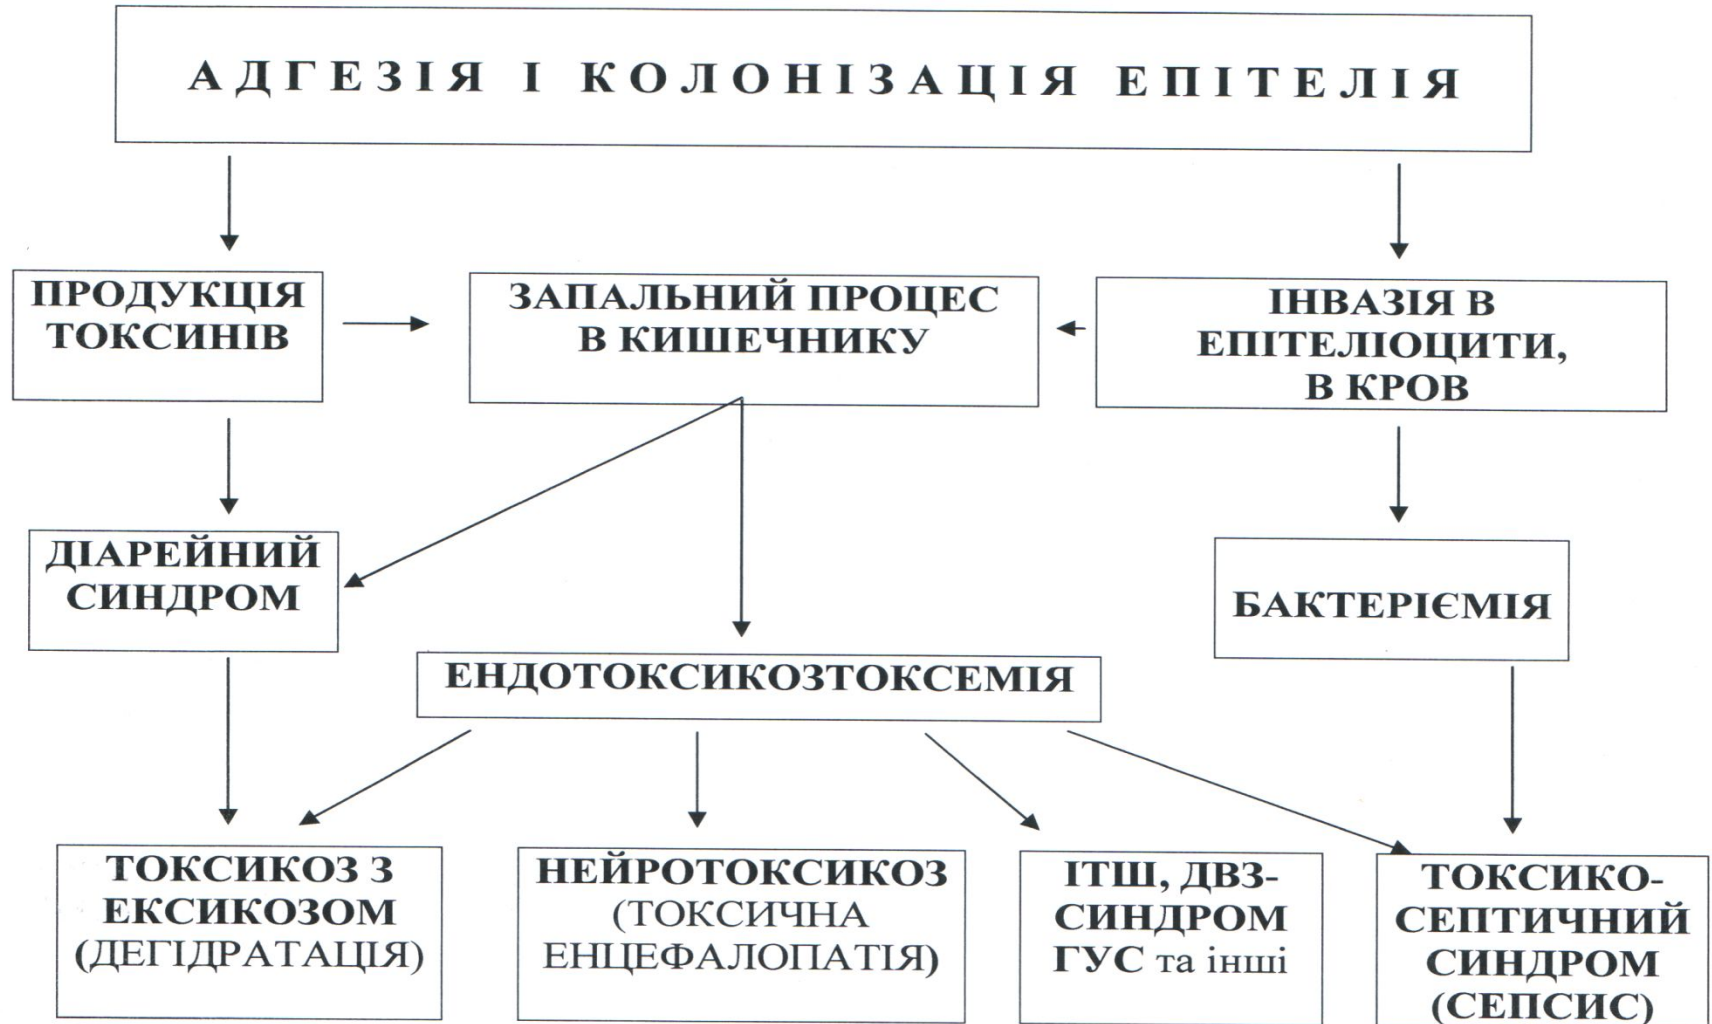 АДГЕЗІЯ І КОЛОНІЗАЦІЯ ЕПІТЕЛІЯ
ПРОДУКЦІЯ
ТОКСИНІВ
ЗАПАЛЬНИЙ ПРОЦЕС
В КИШЕЧНИКУ
ІНВАЗІЯ В
ЕПІТЕЛІОЦИТИ,
В КРОВ
ДІАРЕЙНИЙ
СИНДРОМ
БАКТЕРІЄМІЯ
ЕНДОТОКСИКОЗТОКСЕМІЯ
ТОКСИКОЗ З
ЕКСИКОЗОМ
(ДЕГІДРАТАЦІЯ)
НЕЙРОТОКСИКОЗ
(ТОКСИЧНА
ЕНЦЕФАЛОПАТІЯ)
ІТШ, ДВЗ-
СИНДРОМ
ГУС та інші
ТОКСИКО-
СЕПТИЧНИЙ
СИНДРОМ
(СЕПСИС)